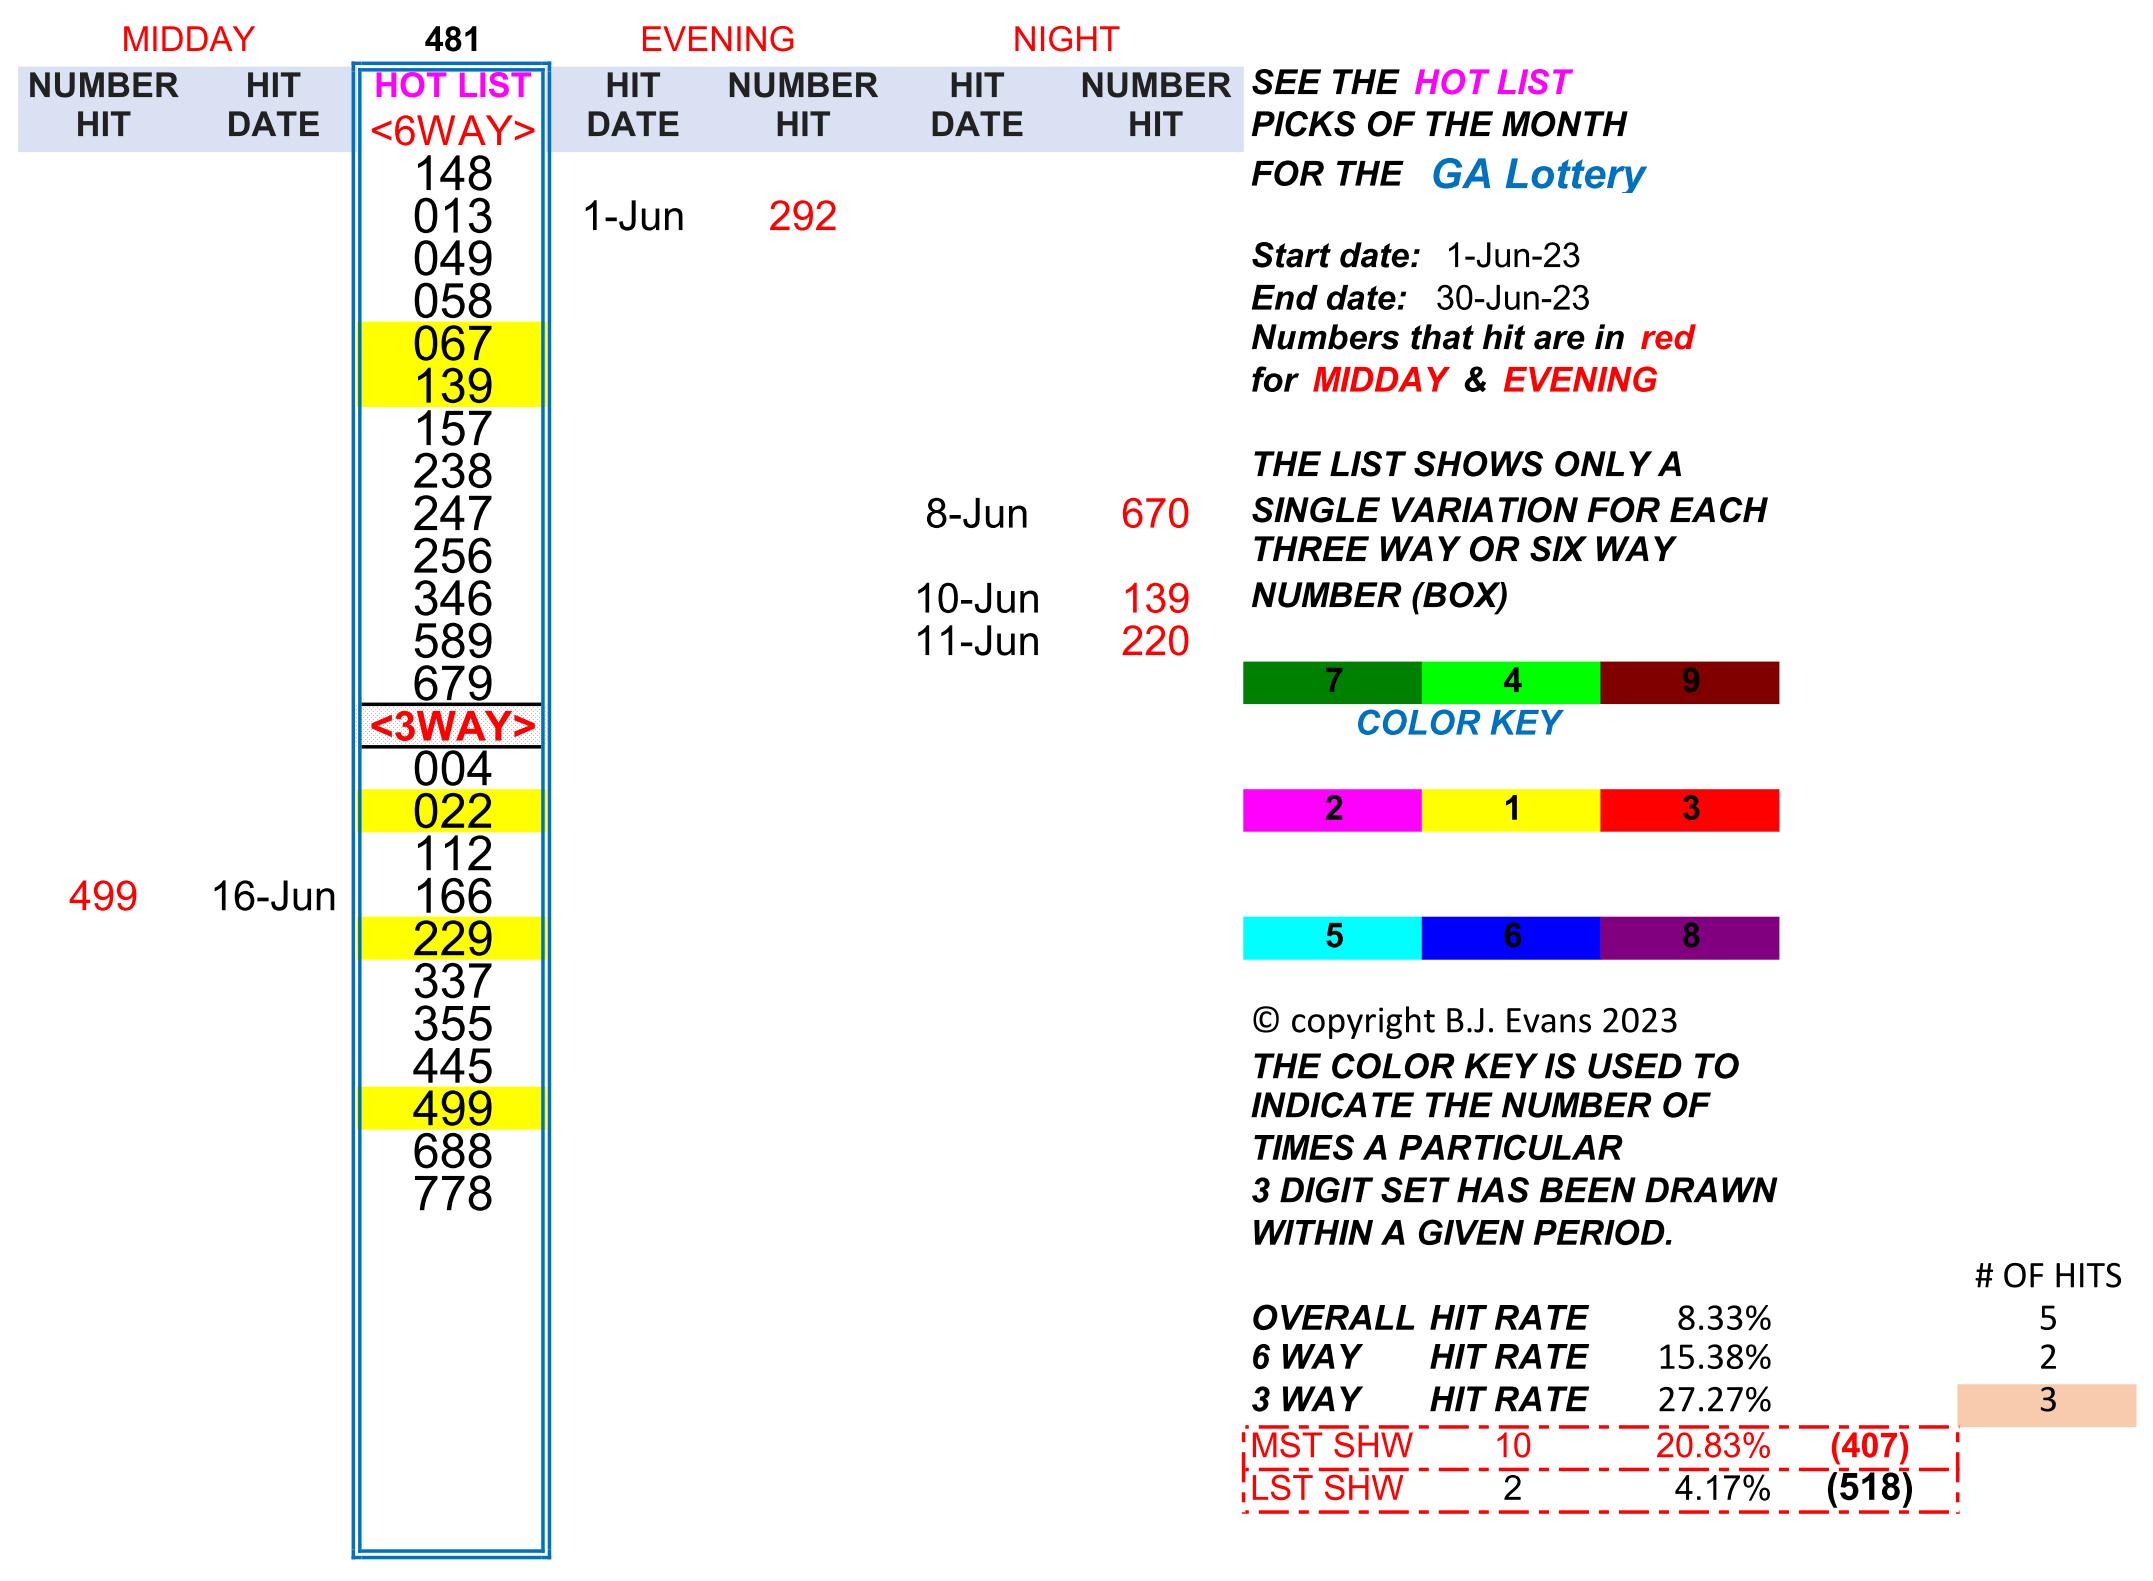 MIDDAY 481 EVENING NIGHT
NUMBER HIT HOT LIST HIT NUMBER HIT NUMBER SEE THE HOT LIST
HIT DATE <6WAY> DATE HIT DATE HIT PICKS OF THE MONTH
148 FOR THE GA Lottery
013 1-Jun 292
049 Start date: 1-Jun-23
058 End date: 30-Jun-23
067 Numbers that hit are in red
139 for MIDDAY & EVENING
157
238 THE LIST SHOWS ONLY A
247 8-Jun 670 SINGLE VARIATION FOR EACH
256 THREE WAY OR SIX WAY
346 10-Jun 139 NUMBER (BOX)
589 11-Jun 220
679 7 4 9
<3WAY> COLOR KEY
004
022 2 1 3
112
499 16-Jun 166
229 5 6 8
337
355 © copyright B.J. Evans 2023
445 THE COLOR KEY IS USED TO
499 INDICATE THE NUMBER OF
688 TIMES A PARTICULAR
778 3 DIGIT SET HAS BEEN DRAWN
WITHIN A GIVEN PERIOD.
# OF HITS
OVERALL HIT RATE 8.33% 5
6 WAY HIT RATE 15.38% 2
3 WAY HIT RATE 27.27% 3
MST SHW 10 20.83% (407)
LST SHW 2 4.17% (518)